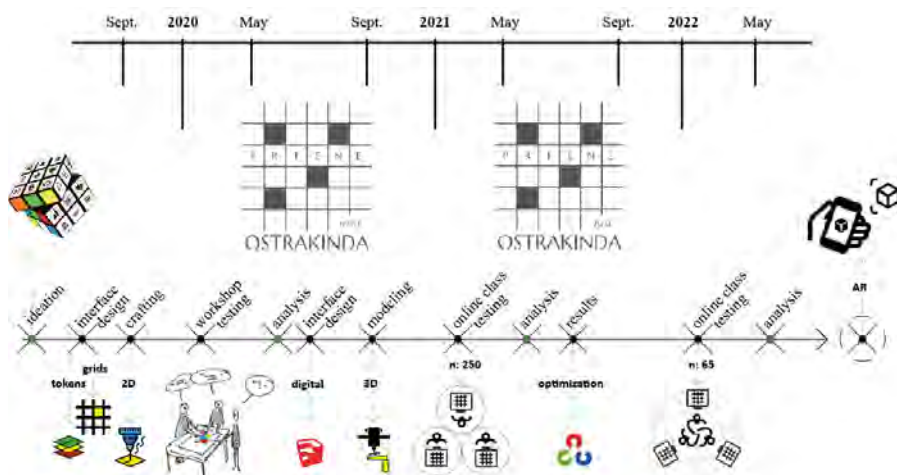 Sept. 2020 May Sept. 2021 May Sept. 2022 May
OSTRAKINDA OSTRAKINDA
ideation
interface design
crafting
workshop testing
analysis
interface design
modeling
online class testing
analysis
results
online class testing
analysis
AR
grids
tokens 2D digital 3D n: 250 optimization n: 65